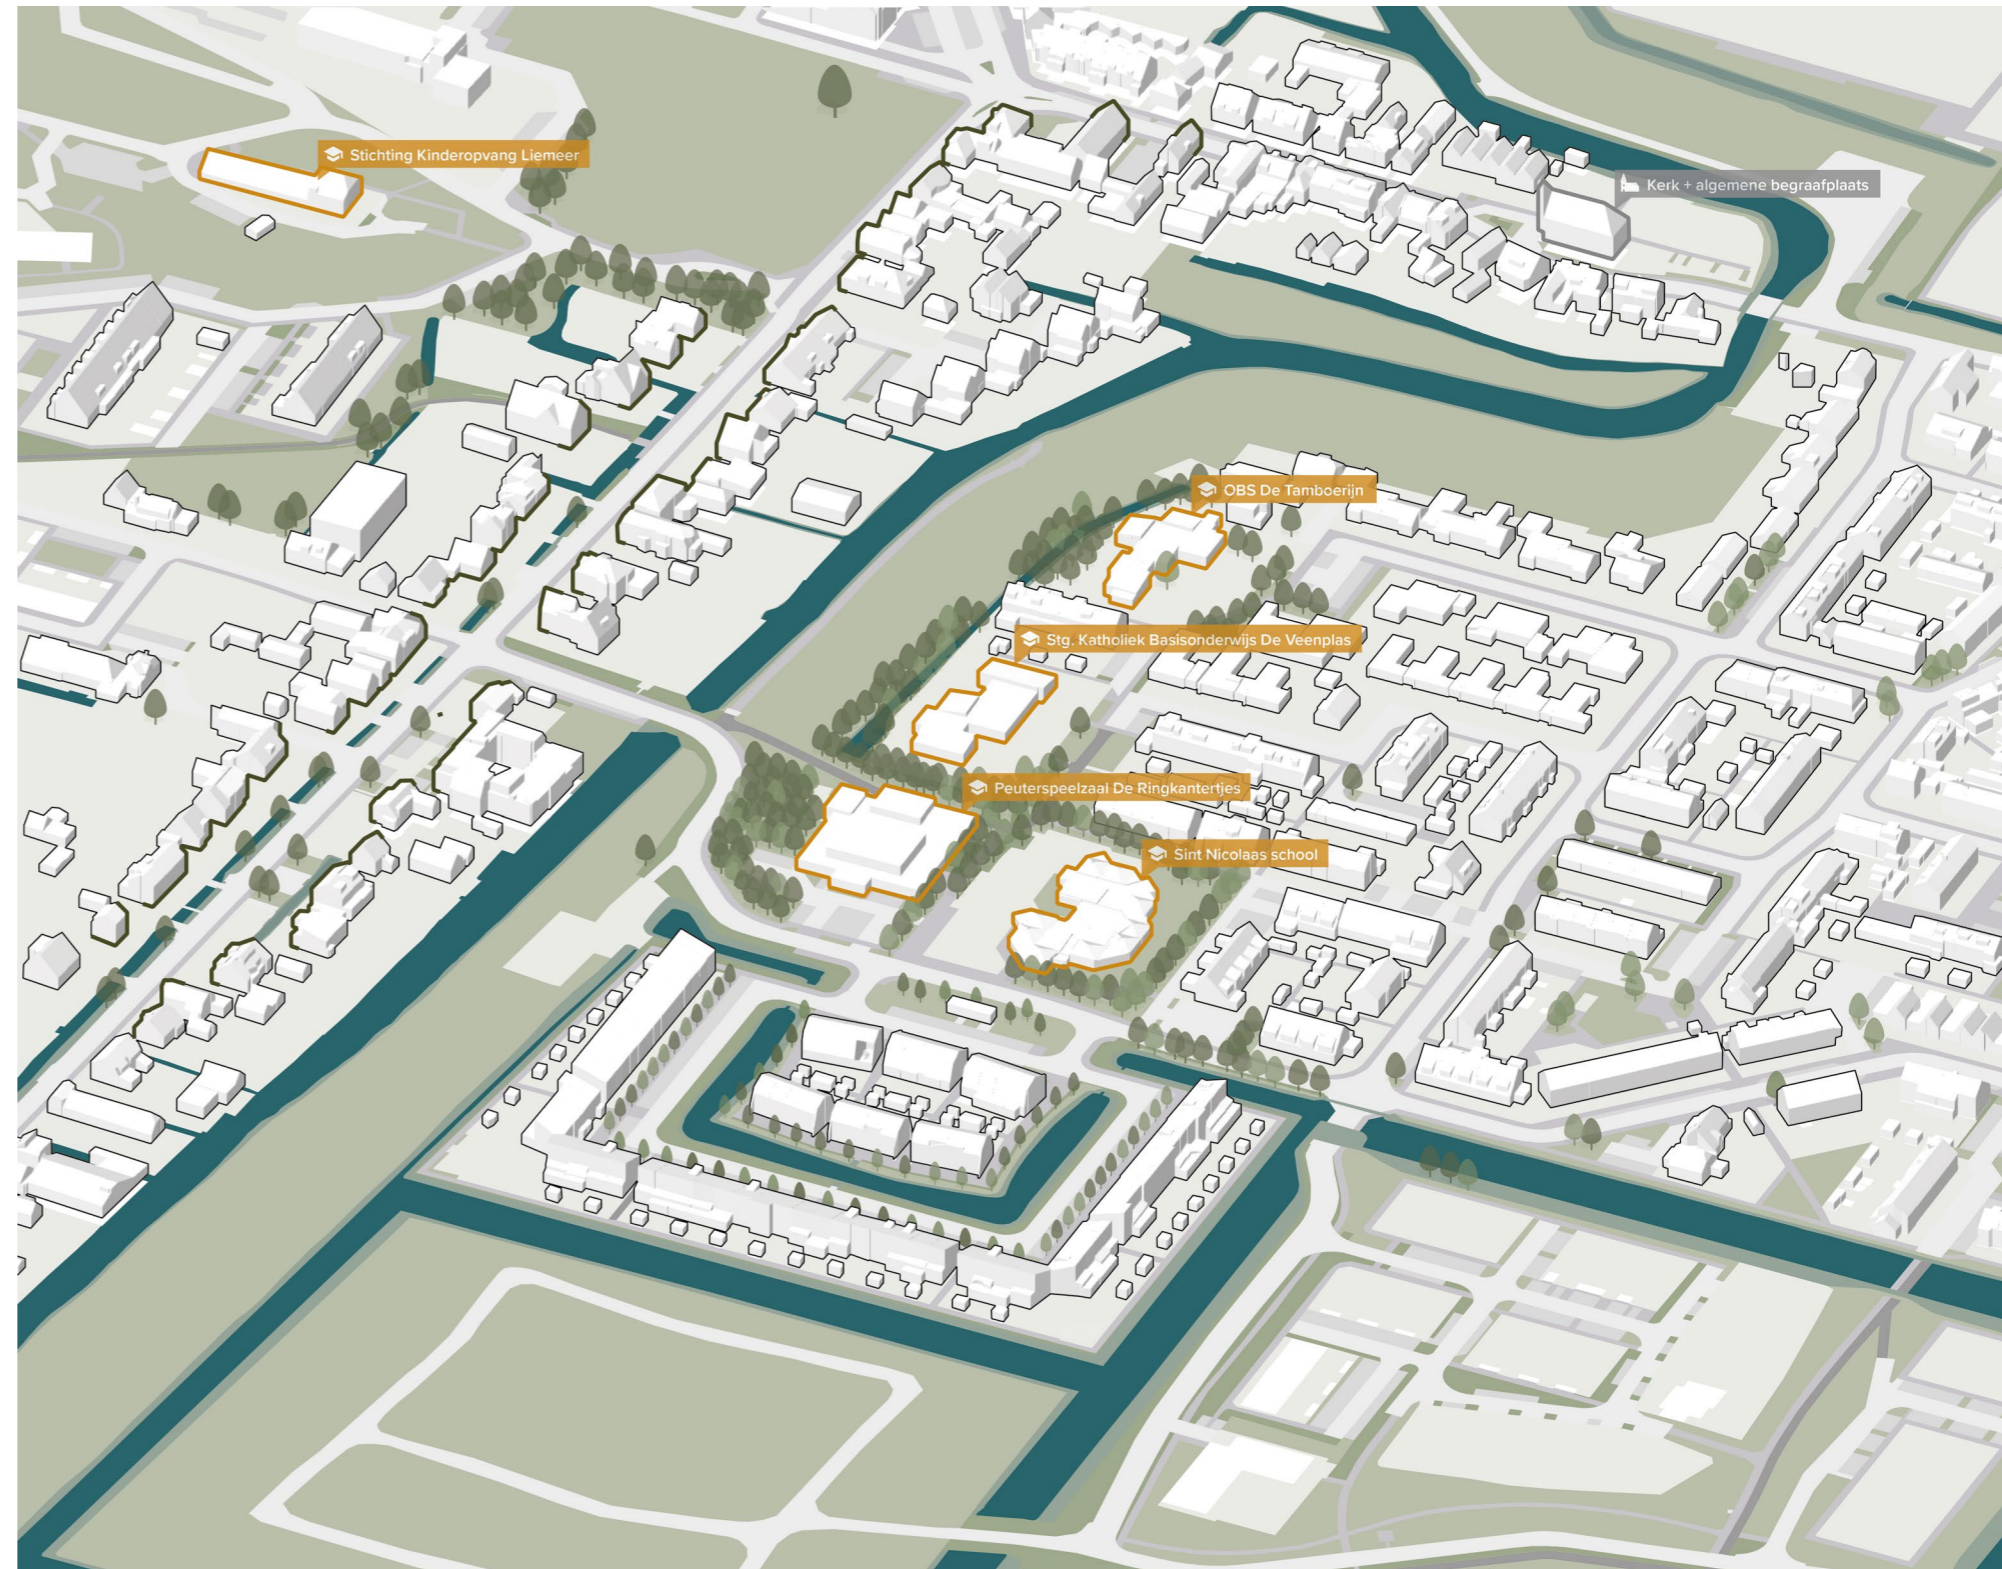 Stichting Kinderopvang Liemeer
Kerk + algemene begraafplaats
OBS De Tamboerijn
Stg. Katholiek Basisonderwijs De Veenplas
Peuterspeelzaal De Ringkantertjes
Sint Nicolaas school